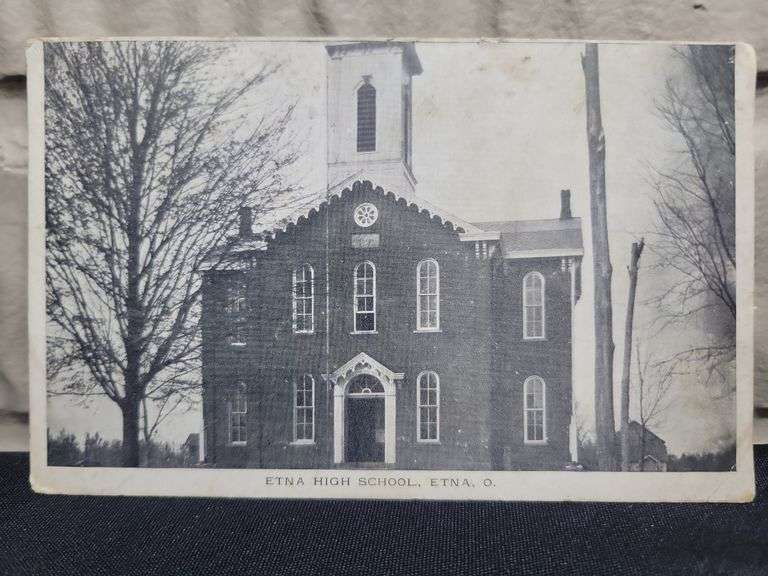 ETNA HIGH SCHOOL, ETNA, O.